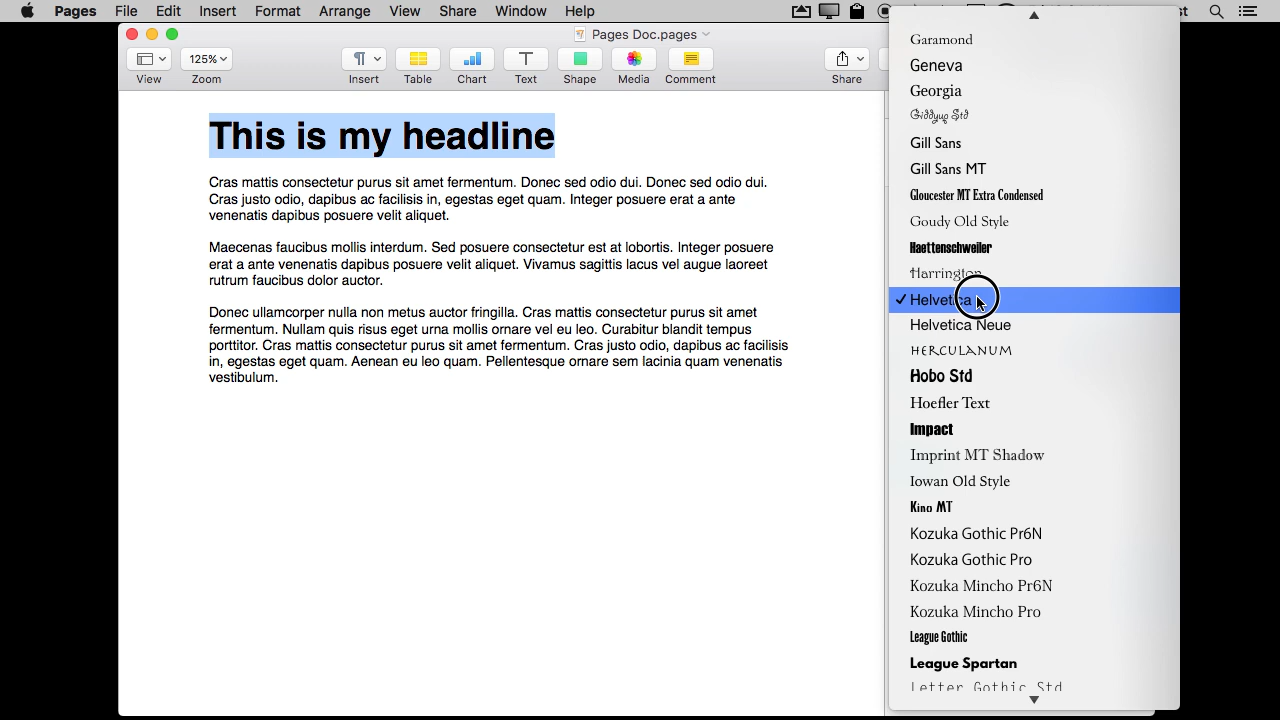 Pages File Edit Insert Format Arrange View Share Window Help
Pages Doc.pages
125%
View Zoom Insert Table Chart Text Shape Media Comment Share
This is my headline
Cras mattis consectetur purus sit amet fermentum. Donec sed odio dui. Donec sed odio dui.
Cras justo odio, dapibus ac facilisis in, egestas eget quam. Integer posuere erat a ante
venenatis dapibus posuere velit aliquet.
Maecenas faucibus mollis interdum. Sed posuere consectetur est at lobortis. Integer posuere
erat a ante venenatis dapibus posuere velit aliquet. Vivamus sagittis lacus vel augue laoreet
rutrum faucibus dolor auctor.
Donec ullamcorper nulla non metus auctor fringilla. Cras mattis consectetur purus sit amet
fermentum. Nullam quis risus eget urna mollis ornare vel eu leo. Curabitur blandit tempus
porttitor. Cras mattis consectetur purus sit amet fermentum. Cras justo odio, dapibus ac facilisis
in, egestas eget quam. Aenean eu leo quam. Pellentesque ornare sem lacinia quam venenatis
vestibulum.
Garamond
Geneva
Georgia
Giddyup Std
Gill Sans
Gill Sans MT
Gloucester MT Extra Condensed
Goudy Old Style
Haettenschweiler
Harrington
Helvetica
Helvetica Neue
Herculanum
Hobo Std
Hoefler Text
Impact
Imprint MT Shadow
Iowan Old Style
Kino MT
Kozuka Gothic Pr6N
Kozuka Gothic Pro
Kozuka Mincho Pr6N
Kozuka Mincho Pro
League Gothic
League Spartan
Letter Gothic Std